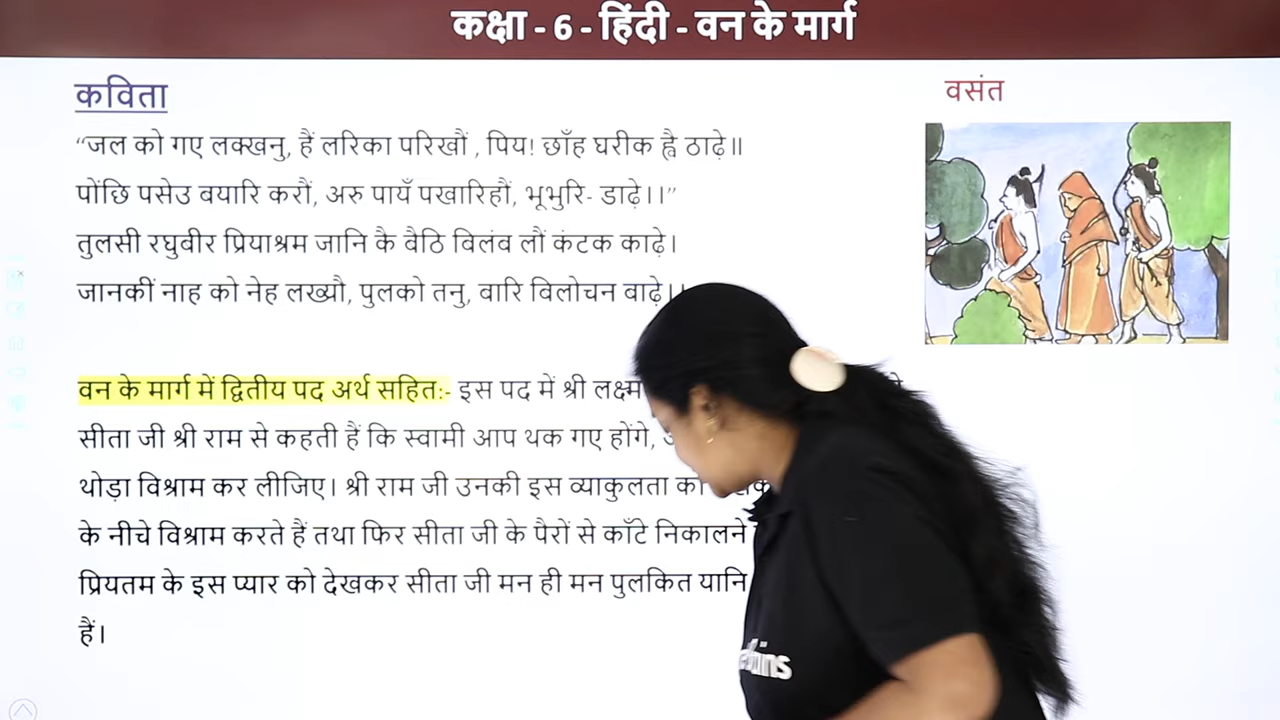 कक्षा - 6 - हिंदी - वन के मार्ग
कविता
वसंत
“जल को गए लक्खनु, हैं लरिका परिखौं , पिय! छाँह घरीक ह्वै ठाढ़े॥
पोंछि पसेउ बयारि करौं, अरु पायँ पखारिहौं, भूभुरि- डाढ़े।।”
तुलसी रघुवीर प्रियाश्रम जानि कै वैठि विलंव लौं कंटक काढ़े।
जानकीं नाह को नेह लख्यौ, पुलको तनु, वारि विलोचन वाढ़े।।
वन के मार्ग में द्वितीय पद अर्थ सहित:- इस पद में श्री
सीता जी श्री राम से कहती हैं कि स्वामी आप थक गए होंगे,
थोड़ा विश्राम कर लीजिए। श्री राम जी उनकी इस व्याकुलता
के नीचे विश्राम करते हैं तथा फिर सीता जी के पैरों से काँटे निकालने
प्रियतम के इस प्यार को देखकर सीता जी मन ही मन पुलकित यानि
हैं।